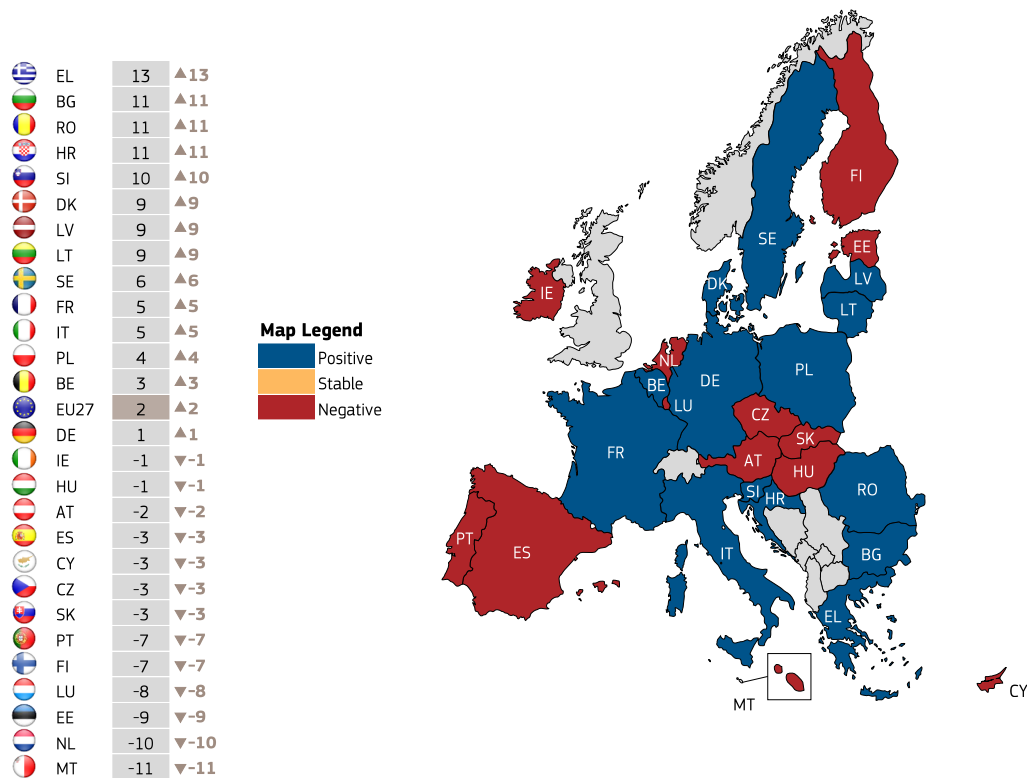 EL 13 ▲13
BG 11 ▲11
RO 11 ▲11
HR 11 ▲11
SI 10 ▲10
DK 9 ▲9
LV 9 ▲9
LT 9 ▲9
SE 6 ▲6
FR 5 ▲5
IT 5 ▲5
PL 4 ▲4
BE 3 ▲3
EU27 2 ▲2
DE 1 ▲1
IE -1 ▼-1
HU -1 ▼-1
AT -2 ▼-2
ES -3 ▼-3
CY -3 ▼-3
CZ -3 ▼-3
SK -3 ▼-3
PT -7 ▼-7
FI -7 ▼-7
LU -8 ▼-8
EE -9 ▼-9
NL -10 ▼-10
MT -11 ▼-11
Map Legend
Positive
Stable
Negative
FI
SE
EE
LV
DK
IE
LT
NL
PL
DE
BE
LU
CZ
SK
FR
AT
HU
SI
HR
RO
PT
ES
IT
BG
EL
CY
MT